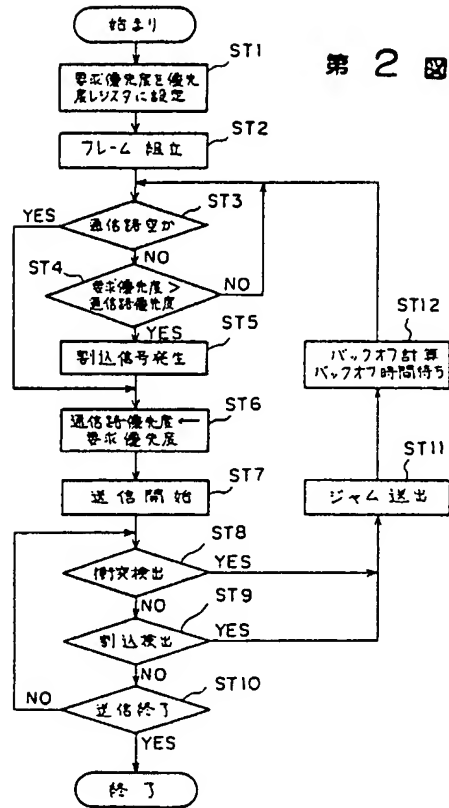 第2図
始まり
ST1
要求優先度を優先
度レジスタに設定
ST2
フレーム組立
ST3
通信路空か
YES
NO
ST4
要求優先度>
通信路優先度
NO
YES
ST5
割込信号発生
ST6
通信路優先度←
要求優先度
ST7
送信開始
ST8
衝突検出
YES
NO
ST9
割込検出
YES
NO
ST10
送信終了
NO
YES
終了
ST12
バックオフ計算
バックオフ時間待ち
ST11
ジャム送出